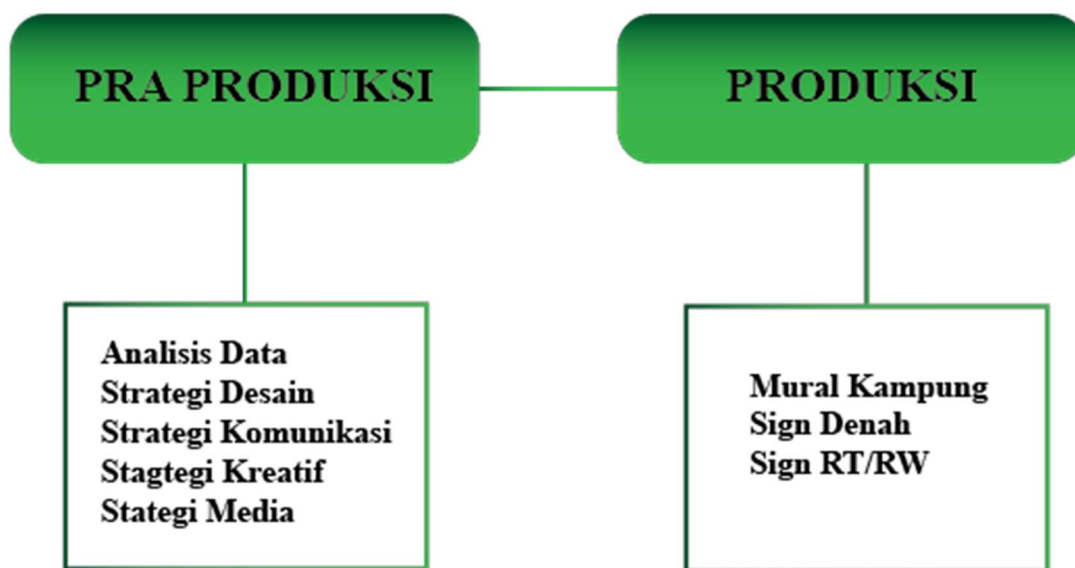 PRA PRODUKSI
PRODUKSI
Analisis Data
Strategi Desain
Strategi Komunikasi
Stagtegi Kreatif
Stategi Media
Mural Kampung
Sign Denah
Sign RT/RW